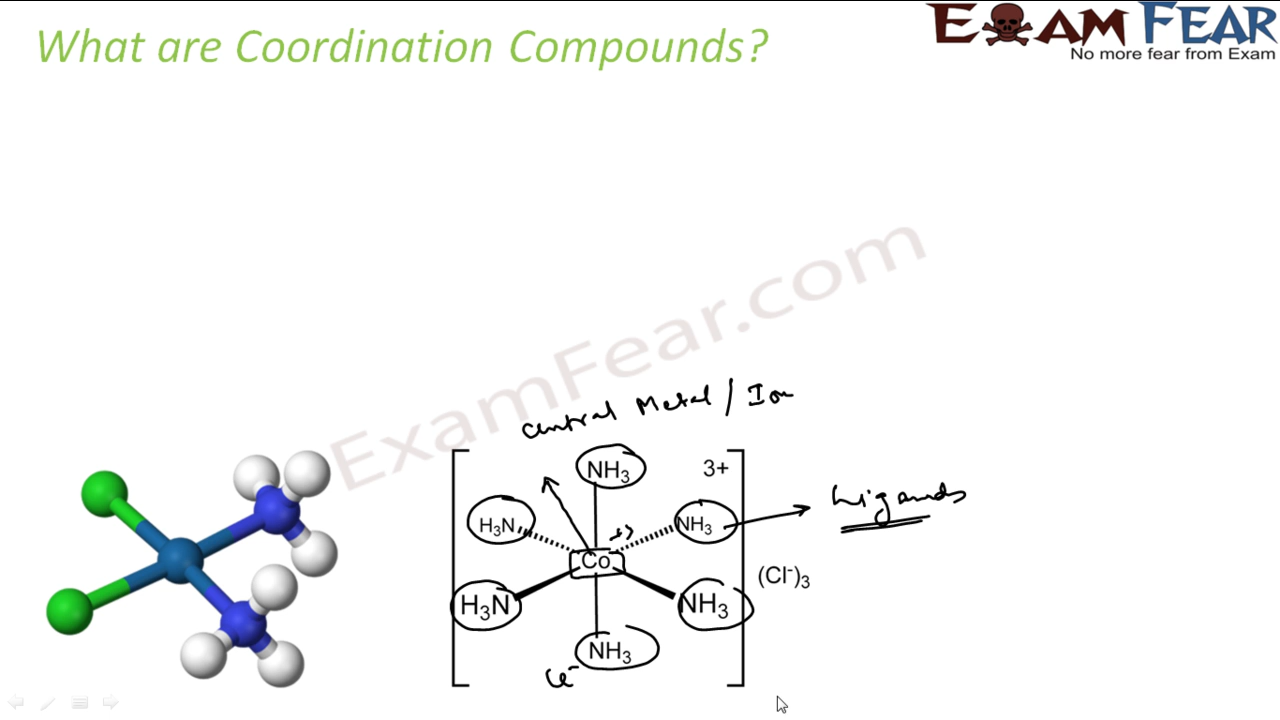 What are Coordination Compounds?
EXAM FEAR
No more fear from Exam
ExamFear.com
Central Metal / Ion
NH₃
3+
H₃N
NH₃
Ligands
+3
Co
(Cl⁻)₃
H₃N
NH₃
NH₃